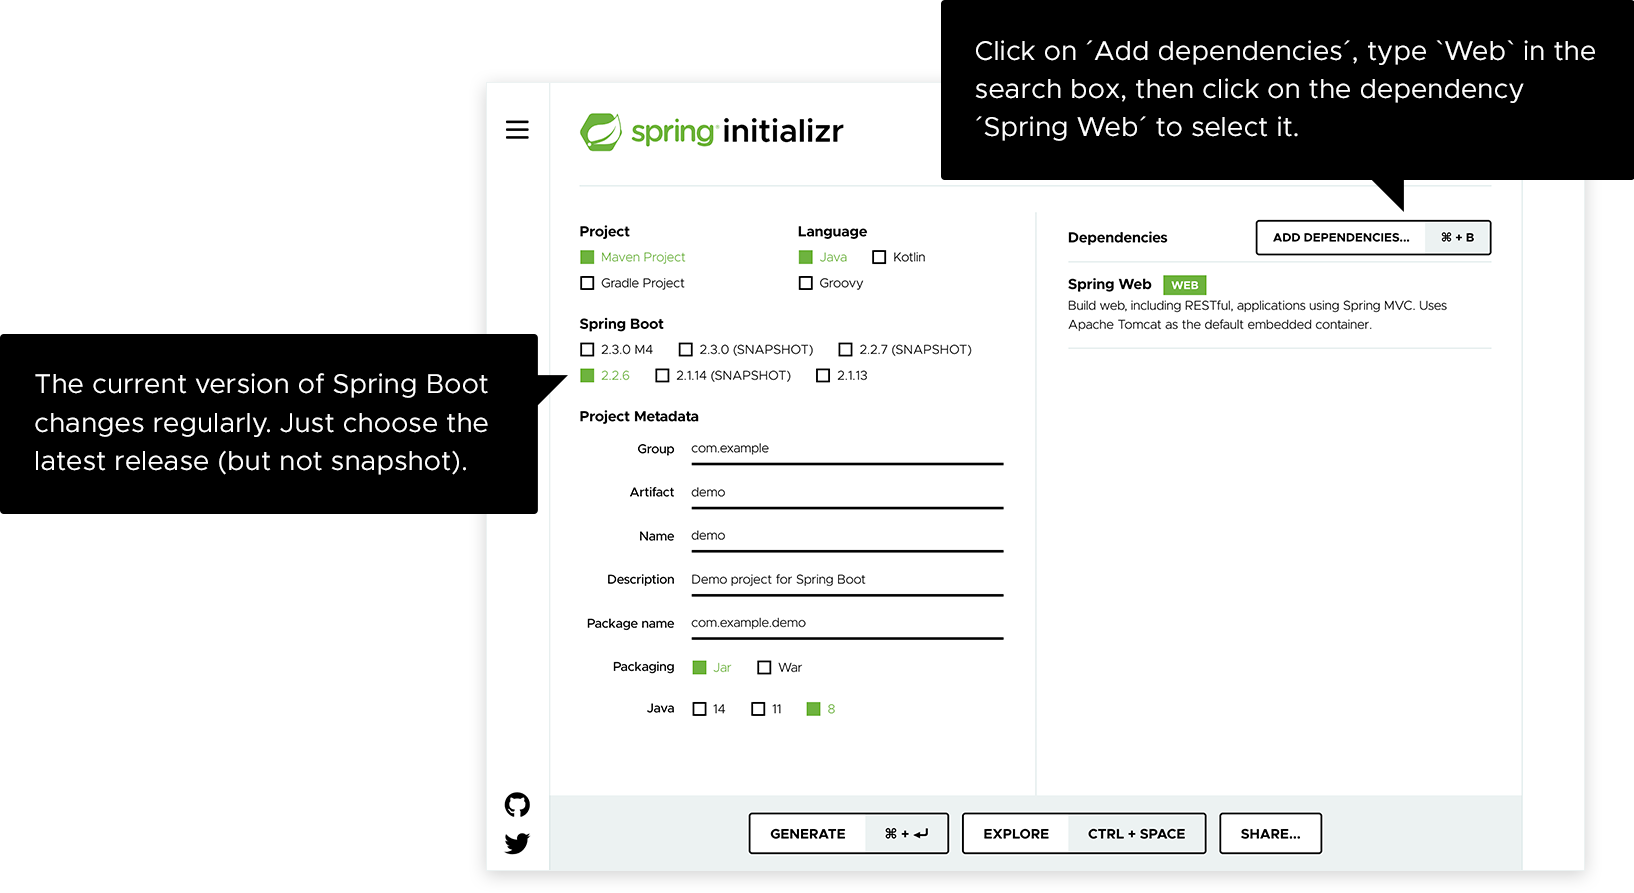 Click on ´Add dependencies´, type `Web` in the
search box, then click on the dependency
´Spring Web´ to select it.
spring initializr
Project
Maven Project
Gradle Project
Language
Java Kotlin
Groovy
Spring Boot
2.3.0 M4 2.3.0 (SNAPSHOT) 2.2.7 (SNAPSHOT)
2.2.6 2.1.14 (SNAPSHOT) 2.1.13
The current version of Spring Boot
changes regularly. Just choose the
latest release (but not snapshot).
Project Metadata
Group com.example
Artifact demo
Name demo
Description Demo project for Spring Boot
Package name com.example.demo
Packaging Jar War
Java 14 11 8
Dependencies ADD DEPENDENCIES... ⌘ + B
Spring Web WEB
Build web, including RESTful, applications using Spring MVC. Uses
Apache Tomcat as the default embedded container.
GENERATE ⌘ + ↵ EXPLORE CTRL + SPACE SHARE...